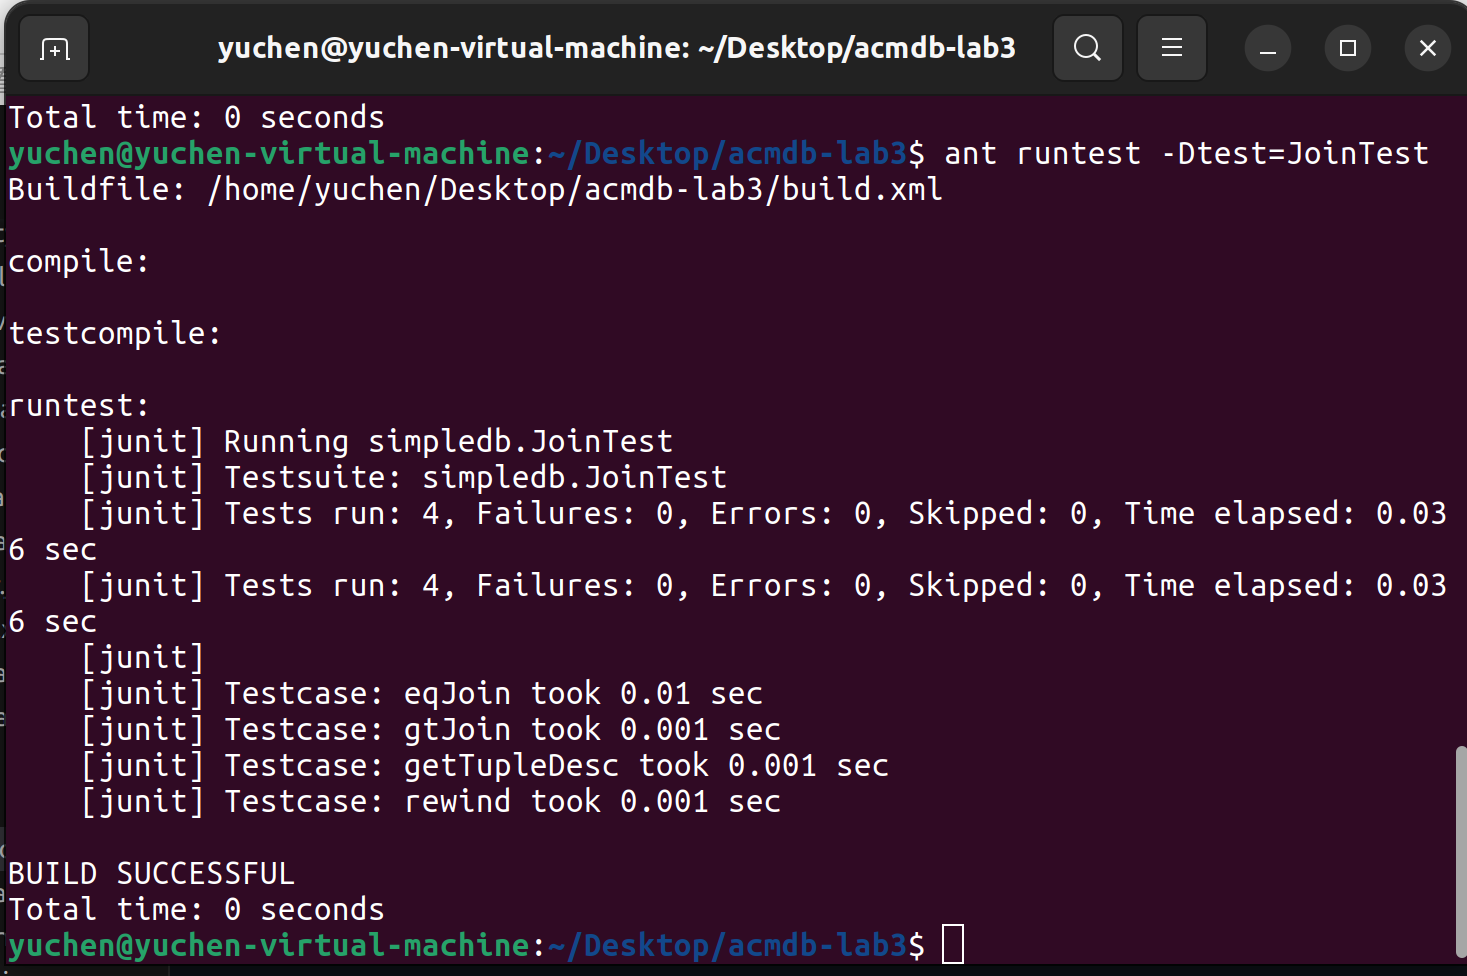 yuchen@yuchen-virtual-machine: ~/Desktop/acmdb-lab3
Total time: 0 seconds
yuchen@yuchen-virtual-machine:~/Desktop/acmdb-lab3$ ant runtest -Dtest=JoinTest
Buildfile: /home/yuchen/Desktop/acmdb-lab3/build.xml
compile:
testcompile:
runtest:
[junit] Running simpledb.JoinTest
[junit] Testsuite: simpledb.JoinTest
[junit] Tests run: 4, Failures: 0, Errors: 0, Skipped: 0, Time elapsed: 0.03
6 sec
[junit] Tests run: 4, Failures: 0, Errors: 0, Skipped: 0, Time elapsed: 0.03
6 sec
[junit]
[junit] Testcase: eqJoin took 0.01 sec
[junit] Testcase: gtJoin took 0.001 sec
[junit] Testcase: getTupleDesc took 0.001 sec
[junit] Testcase: rewind took 0.001 sec
BUILD SUCCESSFUL
Total time: 0 seconds
yuchen@yuchen-virtual-machine:~/Desktop/acmdb-lab3$